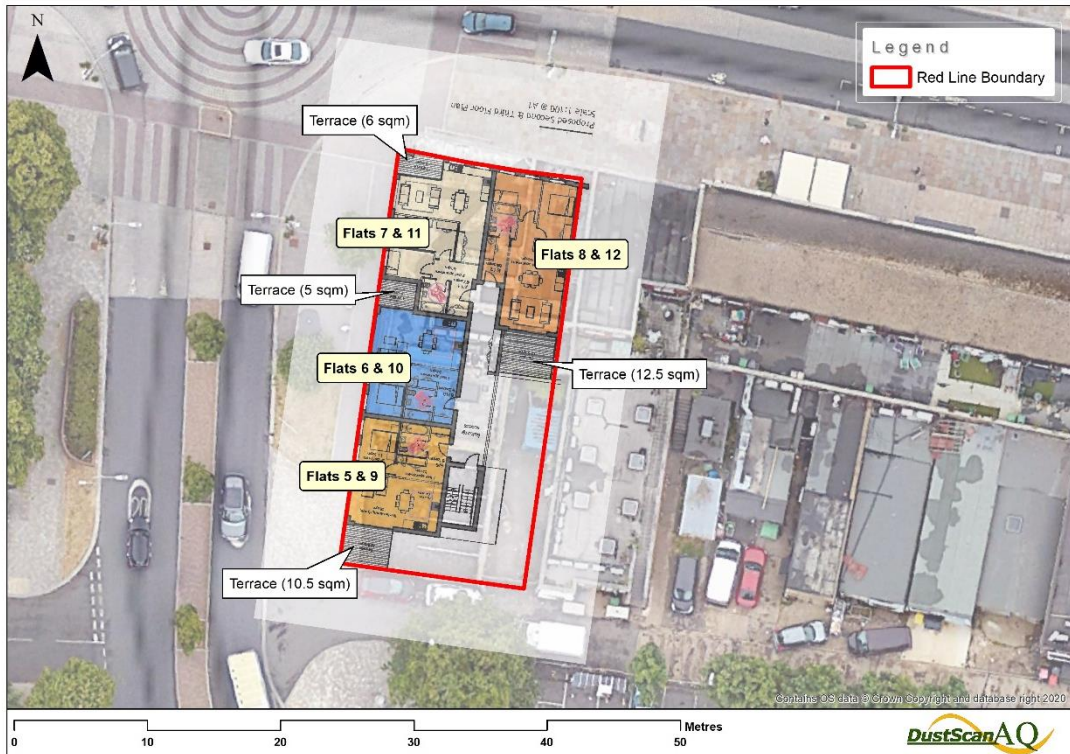 N
Legend
Red Line Boundary
Proposed Second & Third Floor Plan
Scale 1:100 @ A1
Terrace (6 sqm)
Flats 7 & 11
Flats 8 & 12
Terrace (5 sqm)
Flats 6 & 10
Terrace (12.5 sqm)
Flats 5 & 9
Terrace (10.5 sqm)
Contains OS data © Crown Copyright and database right 2020
Metres
0 10 20 30 40 50
DustScanAQ